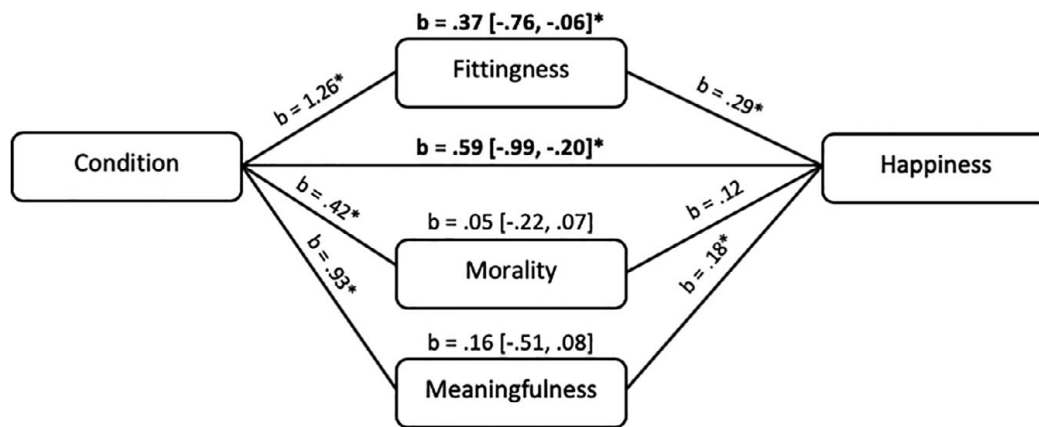 b = .37 [-.76, -.06]*
Fittingness
b = 1.26*
b = .29*
b = .59 [-.99, -.20]*
Condition
Happiness
b = .42*
b = .12
b = .05 [-.22, .07]
Morality
b = .93*
b = .18*
b = .16 [-.51, .08]
Meaningfulness